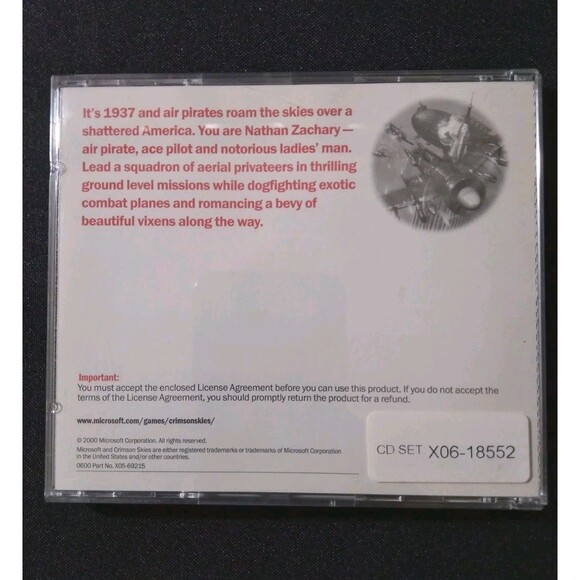 It's 1937 and air pirates roam the skies over a
shattered America. You are Nathan Zachary—
air pirate, ace pilot and notorious ladies' man.
Lead a squadron of aerial privateers in thrilling
ground level missions while dogfighting exotic
combat planes and romancing a bevy of
beautiful vixens along the way.
Important:
You must accept the enclosed License Agreement before you can use this product. If you do not accept the
terms of the License Agreement, you should promptly return the product for a refund.
www.microsoft.com/games/crimsonskies/
© 2000 Microsoft Corporation. All rights reserved.
Microsoft and Crimson Skies are either registered trademarks or trademarks of Microsoft Corporation
in the United States and/or other countries.
0600 Part No. X05-69215
CD SET X06-18552